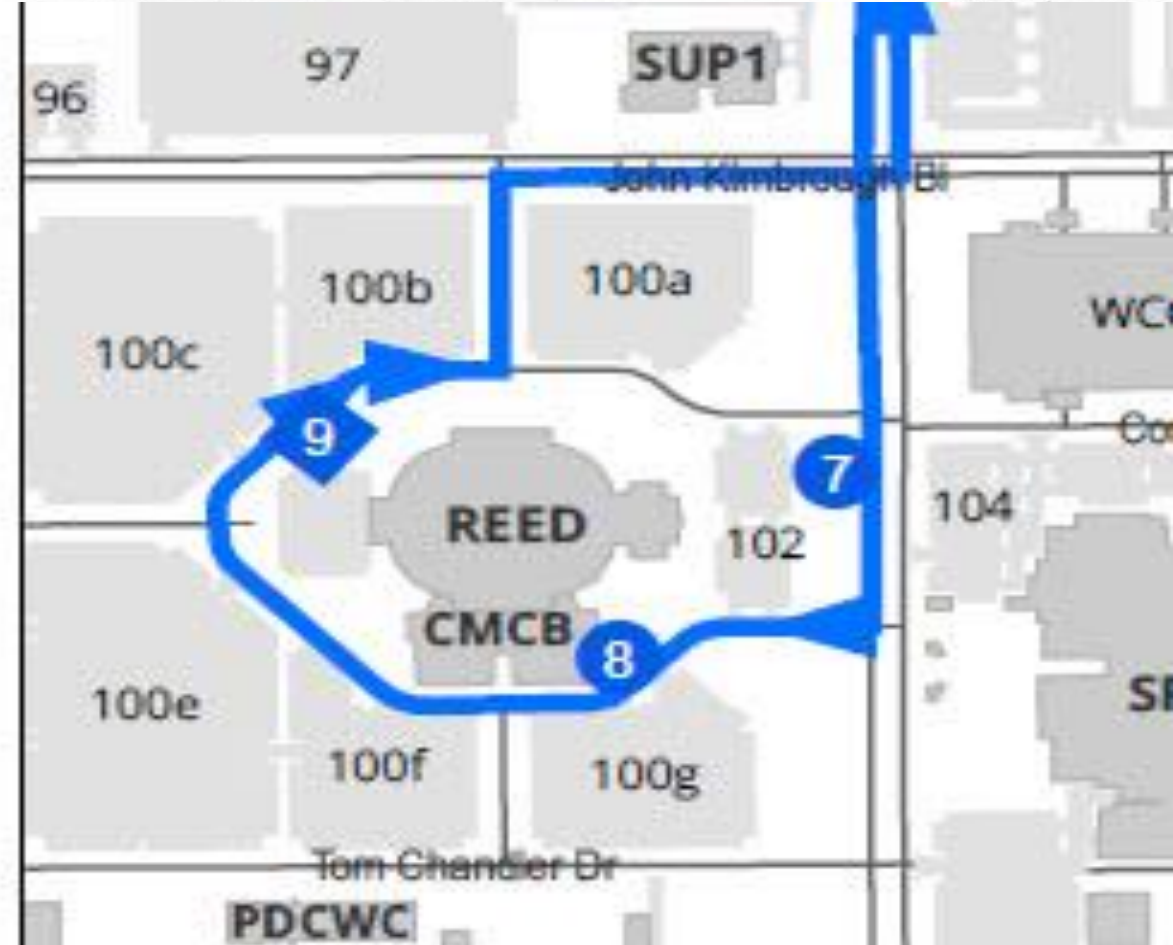 97
SUP1
96
John Kimbrough Bl
100b
100a
WC
100c
Co
9
7
REED
104
102
CMCB
8
100e
100f
100g
Tom Chandler Dr
PDCWC